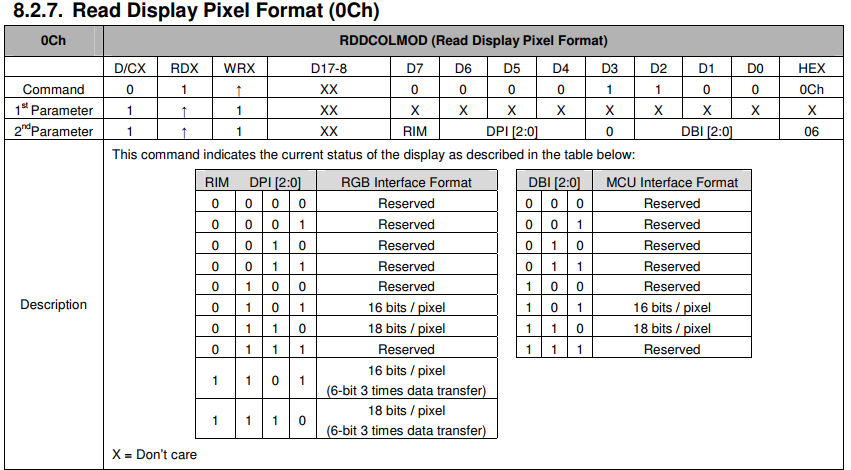 8.2.7. Read Display Pixel Format (0Ch)
0Ch RDDCOLMOD (Read Display Pixel Format)
D/CX RDX WRX D17-8 D7 D6 D5 D4 D3 D2 D1 D0 HEX
Command 0 1 ↑ XX 0 0 0 0 1 1 0 0 0Ch
1st Parameter 1 ↑ 1 XX X X X X X X X X X
2nd Parameter 1 ↑ 1 XX RIM DPI [2:0] 0 DBI [2:0] 06
This command indicates the current status of the display as described in the table below:
RIM DPI [2:0] RGB Interface Format
0 0 0 0 Reserved
0 0 0 1 Reserved
0 0 1 0 Reserved
0 0 1 1 Reserved
0 1 0 0 Reserved
0 1 0 1 16 bits / pixel
0 1 1 0 18 bits / pixel
0 1 1 1 Reserved
1 1 0 1 16 bits / pixel
(6-bit 3 times data transfer)
1 1 1 0 18 bits / pixel
(6-bit 3 times data transfer)
DBI [2:0] MCU Interface Format
0 0 0 Reserved
0 0 1 Reserved
0 1 0 Reserved
0 1 1 Reserved
1 0 0 Reserved
1 0 1 16 bits / pixel
1 1 0 18 bits / pixel
1 1 1 Reserved
Description
X = Don't care